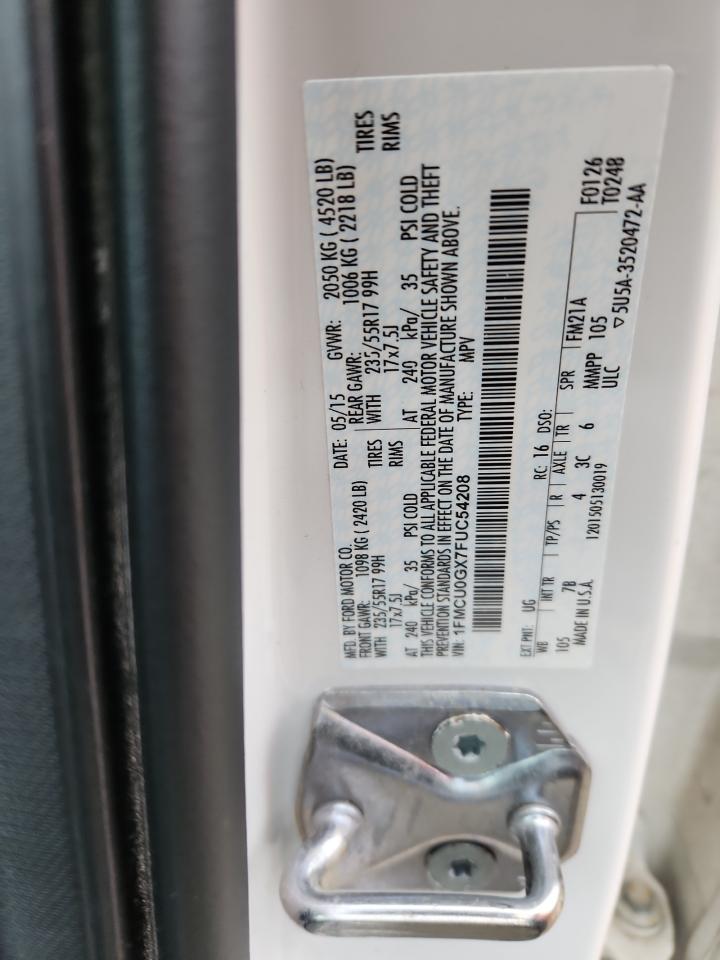 MFD. BY FORD MOTOR CO. DATE: 05/15 GVWR: 2050 KG ( 4520 LB)
FRONT GAWR: 1098 KG ( 2420 LB) REAR GAWR: 1006 KG ( 2218 LB)
WITH 235/55R17 99H TIRES WITH 235/55R17 99H TIRES
17x7.5J RIMS 17x7.5J RIMS
AT 240 kPa/ 35 PSI COLD AT 240 kPa/ 35 PSI COLD
THIS VEHICLE CONFORMS TO ALL APPLICABLE FEDERAL MOTOR VEHICLE SAFETY AND THEFT
PREVENTION STANDARDS IN EFFECT ON THE DATE OF MANUFACTURE SHOWN ABOVE.
VIN: 1FMCU0GX7FUC54208 TYPE: MPV
EXT PNT: UG RC: 16 DSO: F0126
WB INT TR TP/PS R AXLE TR SPR FM21A T0248
105 7B 4 3C 6 MMPP 105
MADE IN U.S.A. 1201505130019 ULC ▽5U5A-3520472-AA